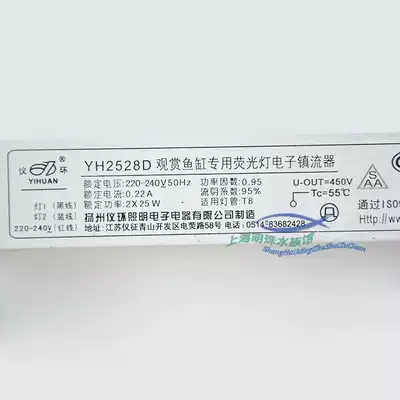 仪 环 ®
YIHUAN
YH2528D 观赏鱼缸专用荧光灯电子镇流器
额定电压:220-240V 50Hz 功率因数:0.95
额定电流:0.22A 流明系数:95%
额定功率:2X25W 适用灯管:T8
U-OUT=450V
Tc=55℃
S
AA
通过ISO9
Http://www
灯1 (黑线)
灯2 (黑线)
220-240V (红线)
扬州仪环照明电子电器有限公司制造
地址:江苏仪征青山开发区电荧路58号 电话:0514-83682428
上海明珠水族馆
ShangHaiMingZhuShuiZuGuan